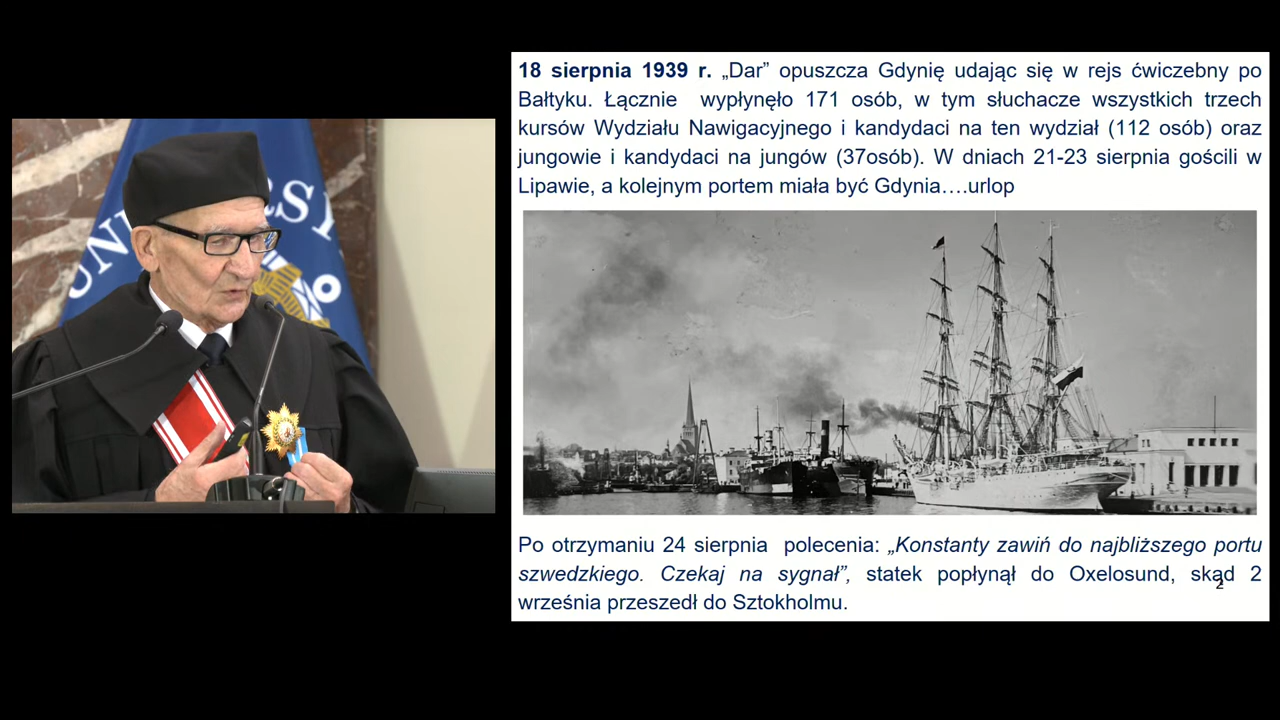 UNI RSY
18 sierpnia 1939 r. „Dar” opuszcza Gdynię udając się w rejs ćwiczebny po
Bałtyku. Łącznie wypłynęło 171 osób, w tym słuchacze wszystkich trzech
kursów Wydziału Nawigacyjnego i kandydaci na ten wydział (112 osób) oraz
jungowie i kandydaci na jungów (37osób). W dniach 21-23 sierpnia gościli w
Lipawie, a kolejnym portem miała być Gdynia….urlop
Po otrzymaniu 24 sierpnia polecenia: „Konstanty zawiń do najbliższego portu
szwedzkiego. Czekaj na sygnał”, statek popłynął do Oxelosund, skąd 2
września przeszedł do Sztokholmu.
2